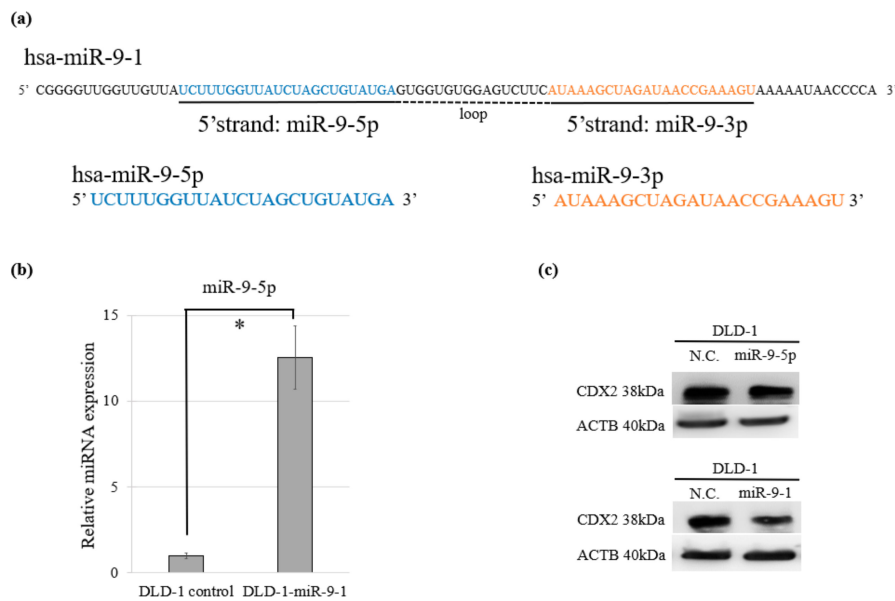 (a)
hsa-miR-9-1
5' CGGGGUUGGUUGUUAUCUUUGGUUAUCUAGCUGUAUGAGUGGUGUGGAGUCUUCAUAAAGCUAGAUAACCGAAAGUAAAAAUAACCCCA 3'
5'strand: miR-9-5p
loop
5'strand: miR-9-3p
hsa-miR-9-5p
5' UCUUUGGUUAUCUAGCUGUAUGA 3'
hsa-miR-9-3p
5' AUAAAGCUAGAUAACCGAAAGU 3'
(b)
miR-9-5p
*
Relative miRNA expression
15
10
5
0
DLD-1 control DLD-1-miR-9-1
(c)
DLD-1
N.C. miR-9-5p
CDX2 38kDa
ACTB 40kDa
DLD-1
N.C. miR-9-1
CDX2 38kDa
ACTB 40kDa